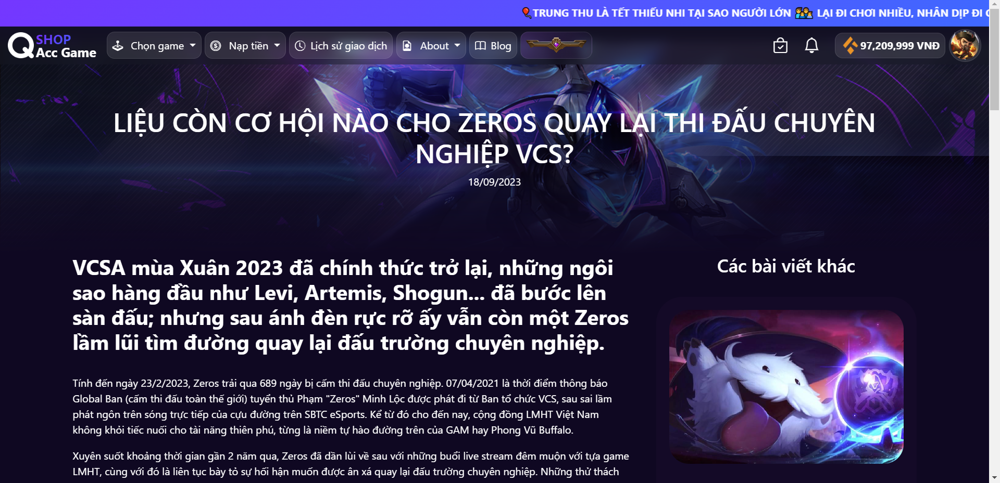 TRUNG THU LÀ TẾT THIẾU NHI TẠI SAO NGƯỜI LỚN LẠI ĐI CHƠI NHIỀU, NHÂN DỊP ĐI
Q SHOP
Acc Game
Chọn game
Nạp tiền
Lịch sử giao dịch
About
Blog
97,209,999 VNĐ
LIỆU CÒN CƠ HỘI NÀO CHO ZEROS QUAY LẠI THI ĐẤU CHUYÊN
NGHIỆP VCS?
18/09/2023
VCSA mùa Xuân 2023 đã chính thức trở lại, những ngôi
sao hàng đầu như Levi, Artemis, Shogun... đã bước lên
sàn đấu; nhưng sau ánh đèn rực rỡ ấy vẫn còn một Zeros
lầm lũi tìm đường quay lại đấu trường chuyên nghiệp.
Tính đến ngày 23/2/2023, Zeros trải qua 689 ngày bị cấm thi đấu chuyên nghiệp. 07/04/2021 là thời điểm thông báo
Global Ban (cấm thi đấu toàn thế giới) tuyển thủ Phạm "Zeros" Minh Lộc được phát đi từ Ban tổ chức VCS, sau sai lầm
phát ngôn trên sóng trực tiếp của cựu đường trên SBTC eSports. Kể từ đó cho đến nay, cộng đồng LMHT Việt Nam
không khỏi tiếc nuối cho tài năng thiên phú, từng là niềm tự hào đường trên của GAM hay Phong Vũ Buffalo.
Xuyên suốt khoảng thời gian gần 2 năm qua, Zeros đã dần lùi về sau với những buổi live stream đêm muộn với tựa game
LMHT, cùng với đó là liên tục bày tỏ sự hối hận muốn được ân xá quay lại đấu trường chuyên nghiệp. Những thử thách
Các bài viết khác